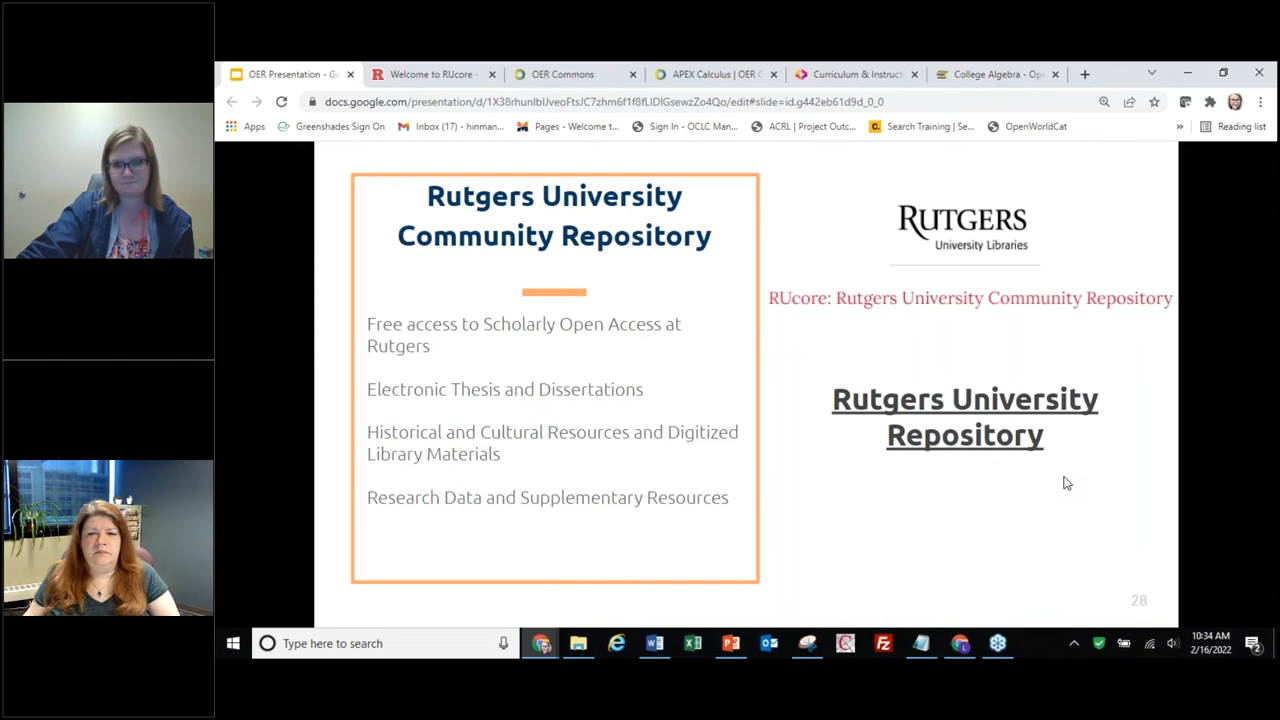 OER Presentation - Go
Welcome to RUcore -
OER Commons
APEX Calculus | OER C
Curriculum & Instruct
College Algebra - Ope
docs.google.com/presentation/d/1X38rhunIbIJveoFtsJC7zhm6f1f8fLIDIGsewzZo4Qo/edit#slide=id.g442eb61d9d_0_0
Apps
Greenshades Sign On
Inbox (17) - hinman...
Pages - Welcome t...
Sign In - OCLC Man...
ACRL | Project Outc...
Search Training | Se...
OpenWorldCat
»
Reading list
Rutgers University
Community Repository
Free access to Scholarly Open Access at
Rutgers
Electronic Thesis and Dissertations
Historical and Cultural Resources and Digitized
Library Materials
Research Data and Supplementary Resources
RUTGERS
University Libraries
RUcore: Rutgers University Community Repository
Rutgers University
Repository
28
Type here to search
10:34 AM
2/16/2022
2